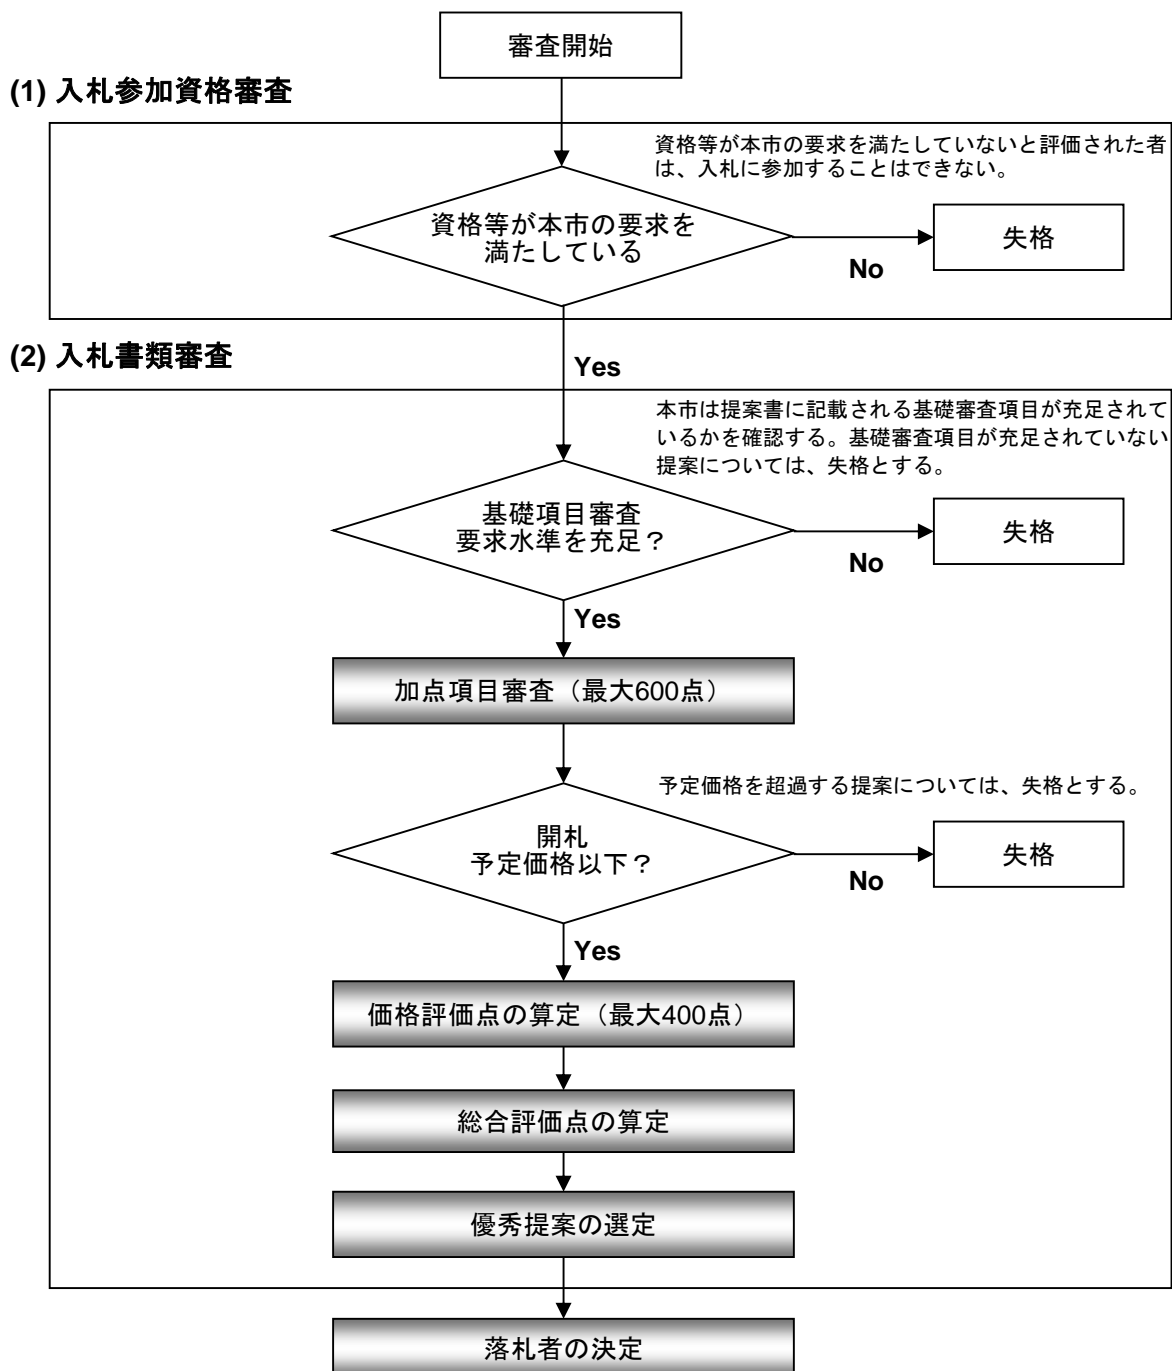 審査開始
(1) 入札参加資格審査
資格等が本市の要求を満たしていないと評価された者
は、入札に参加することはできない。
資格等が本市の要求を
満たしている
No
失格
Yes
(2) 入札書類審査
本市は提案書に記載される基礎審査項目が充足されて
いるかを確認する。基礎審査項目が充足されていない
提案については、失格とする。
基礎項目審査
要求水準を充足？
No
失格
Yes
加点項目審査（最大600点）
予定価格を超過する提案については、失格とする。
開札
予定価格以下？
No
失格
Yes
価格評価点の算定（最大400点）
総合評価点の算定
優秀提案の選定
落札者の決定